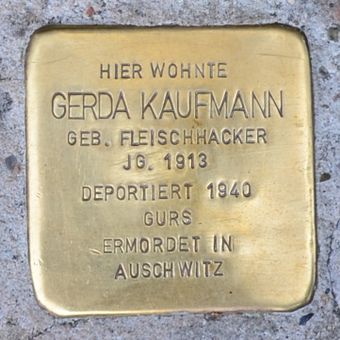 HIER WOHNTE
GERDA KAUFMANN
GEB. FLEISCHHACKER
JG. 1913
DEPORTIERT 1940
GURS
ERMORDET IN
AUSCHWITZ